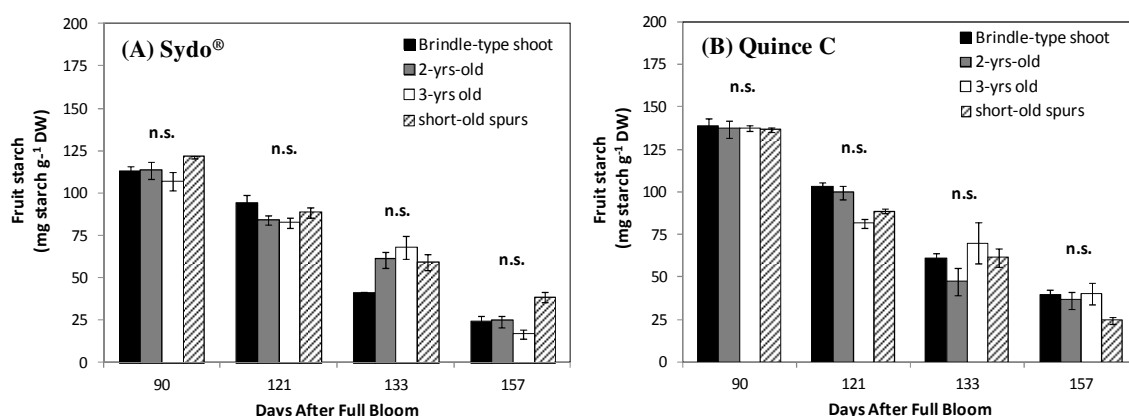 (A) Sydo®
Brindle-type shoot
2-yrs-old
3-yrs old
short-old spurs
n.s.
n.s.
n.s.
n.s.
200
175
150
125
100
75
50
25
0
Fruit starch
(mg starch g-1 DW)
90 121 133 157
Days After Full Bloom
(B) Quince C
Brindle-type shoot
2-yrs-old
3-yrs old
short-old spurs
n.s.
n.s.
n.s.
n.s.
200
175
150
125
100
75
50
25
0
Fruit starch
(mg starch g-1 DW)
90 121 133 157
Days After Full Bloom